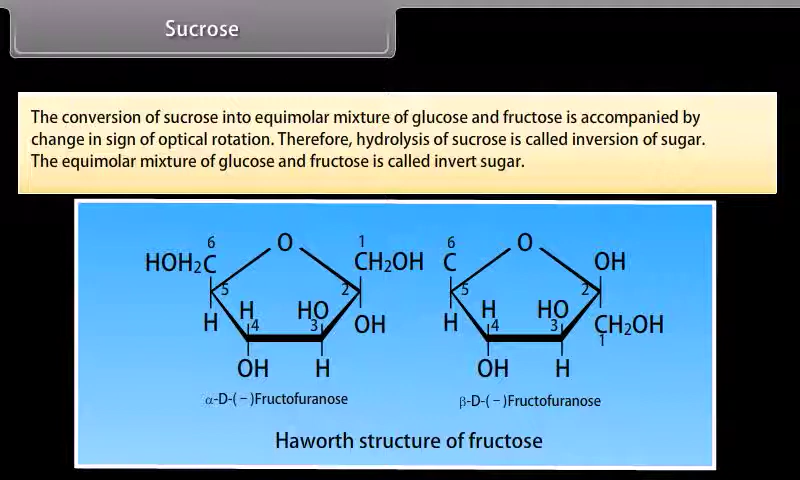 Sucrose
The conversion of sucrose into equimolar mixture of glucose and fructose is accompanied by
change in sign of optical rotation. Therefore, hydrolysis of sucrose is called inversion of sugar.
The equimolar mixture of glucose and fructose is called invert sugar.
6 O 1
HOH₂C CH₂OH
5 2
H H HO OH
4 3
OH H
α-D-(−)Fructofuranose
6 O
C OH
5 2
H H HO CH₂OH
4 3 1
OH H
β-D-(−)Fructofuranose
Haworth structure of fructose